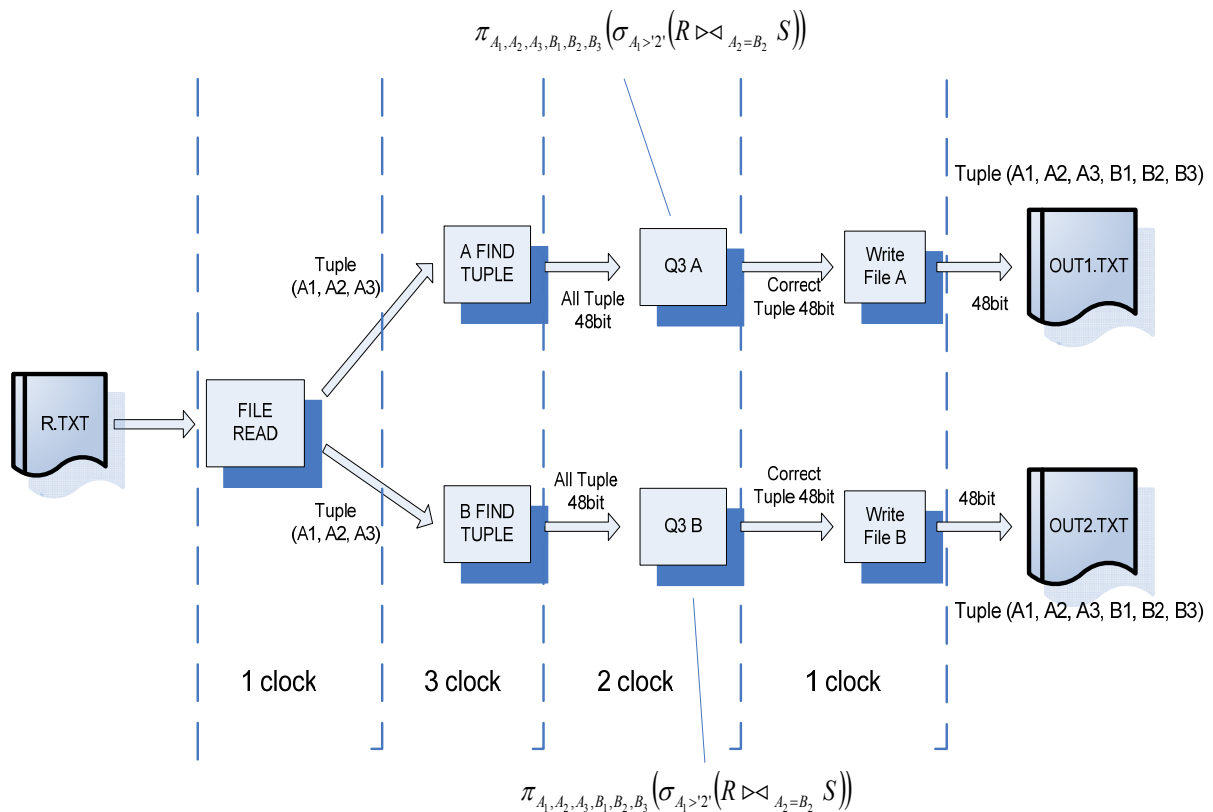 π A1, A2, A3, B1, B2, B3 (σ A1>'2' (R ⊳⊲ A2=B2 S))
Tuple (A1, A2, A3, B1, B2, B3)
A FIND
TUPLE
Q3 A
Write
File A
OUT1.TXT
Tuple
(A1, A2, A3)
All Tuple
48bit
Correct
Tuple 48bit
48bit
R.TXT
FILE
READ
Tuple
(A1, A2, A3)
B FIND
TUPLE
All Tuple
48bit
Q3 B
Correct
Tuple 48bit
Write
File B
48bit
OUT2.TXT
Tuple (A1, A2, A3, B1, B2, B3)
1 clock
3 clock
2 clock
1 clock
π A1, A2, A3, B1, B2, B3 (σ A1>'2' (R ⊳⊲ A2=B2 S))